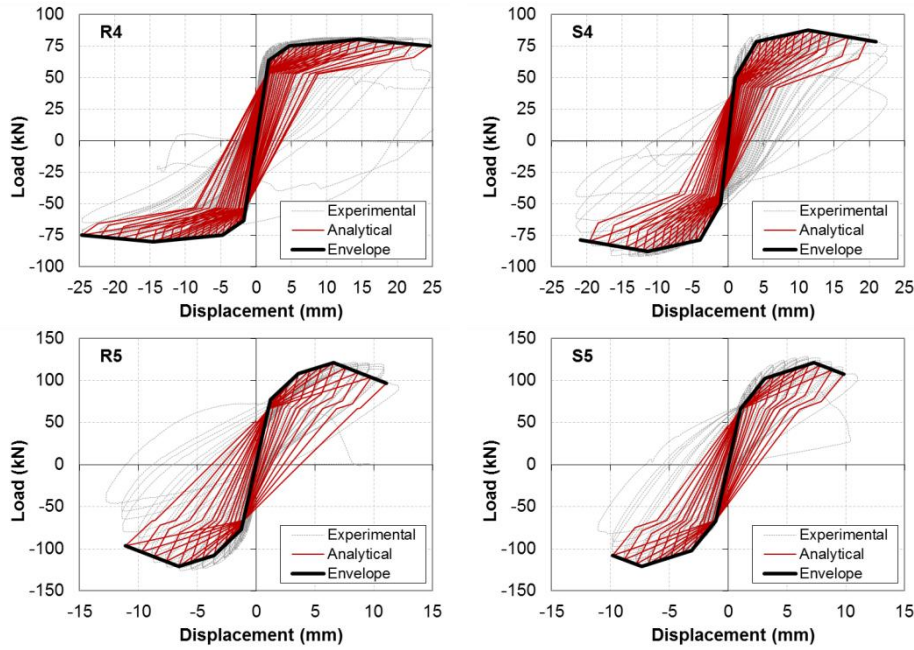 R4
100
75
50
25
0
-25
-50
-75
-100
Load (kN)
-25 -20 -15 -10 -5 0 5 10 15 20 25
Displacement (mm)
Experimental
Analytical
Envelope
S4
100
75
50
25
0
-25
-50
-75
-100
Load (kN)
-25 -20 -15 -10 -5 0 5 10 15 20 25
Displacement (mm)
Experimental
Analytical
Envelope
R5
150
100
50
0
-50
-100
-150
Load (kN)
-15 -10 -5 0 5 10 15
Displacement (mm)
Experimental
Analytical
Envelope
S5
150
100
50
0
-50
-100
-150
Load (kN)
-15 -10 -5 0 5 10 15
Displacement (mm)
Experimental
Analytical
Envelope